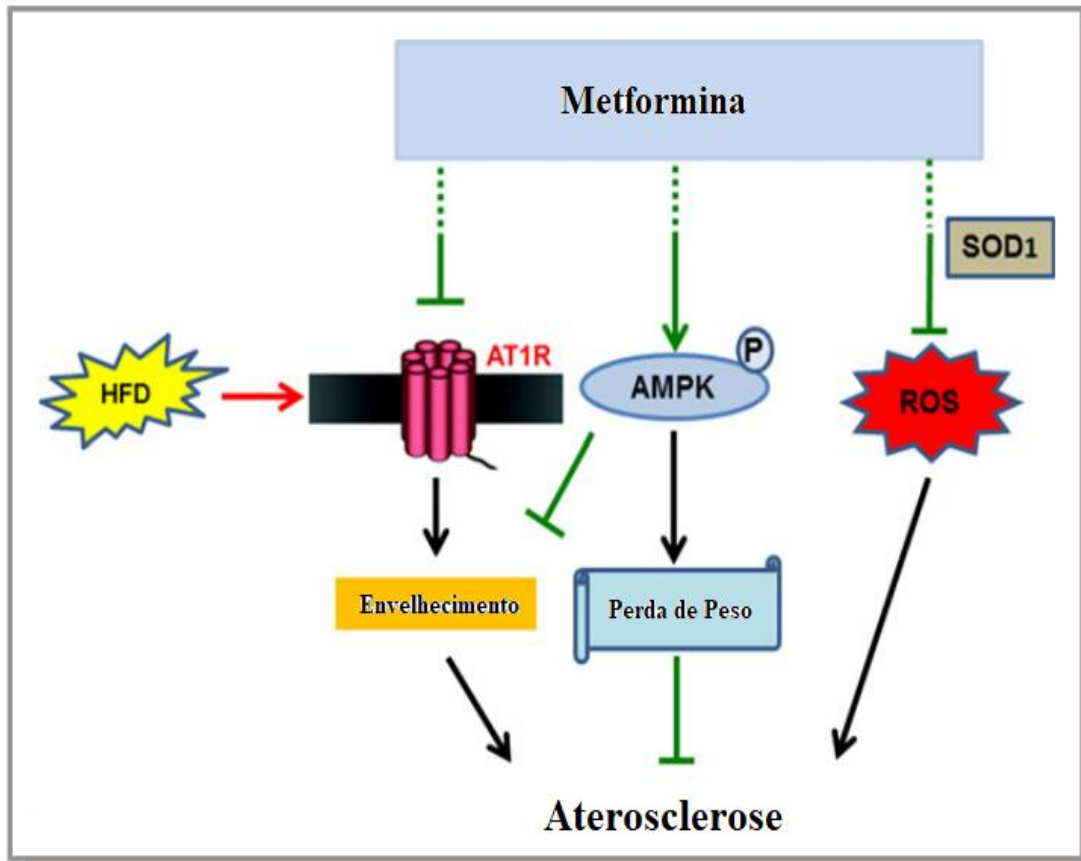 Metformina
SOD1
HFD
AT1R
P
AMPK
ROS
Envelhecimento
Perda de Peso
Aterosclerose